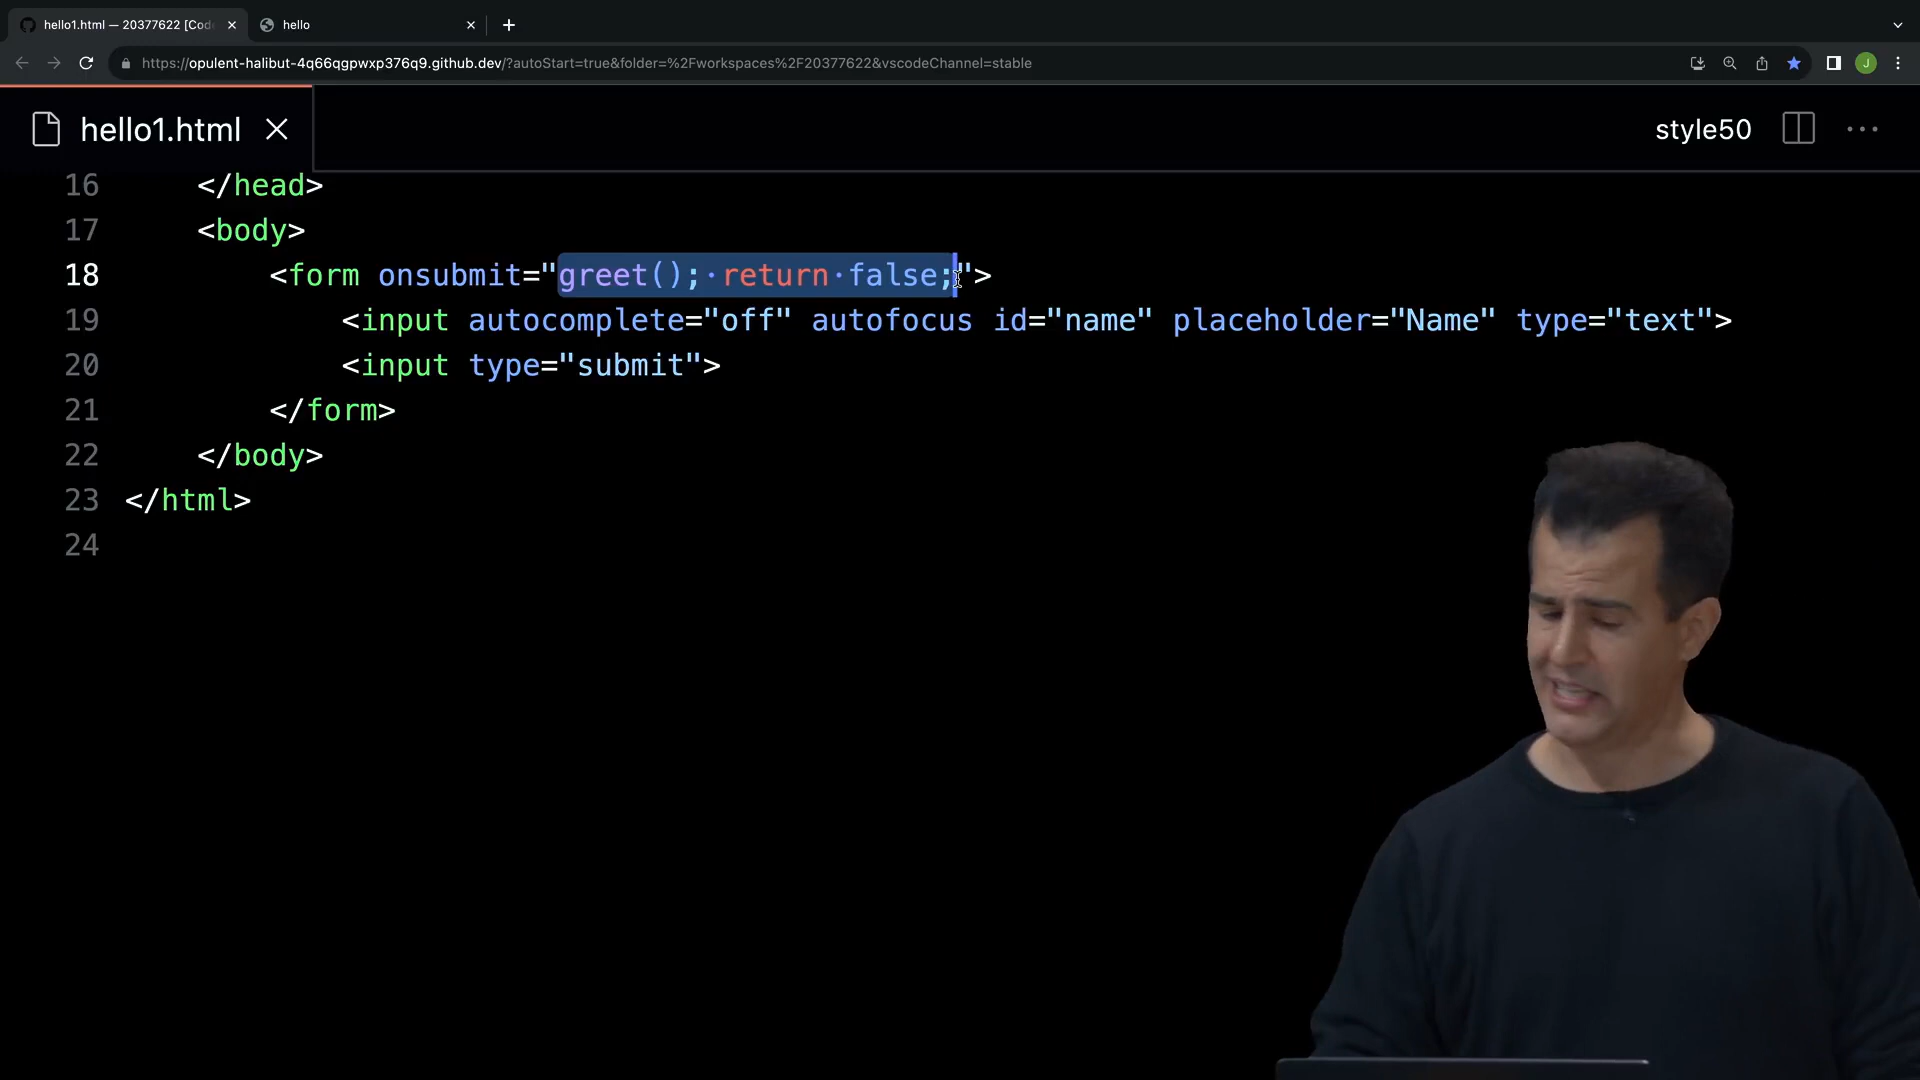 hello1.html — 20377622 [Cod
hello
https://opulent-halibut-4q66qgpwxp376q9.github.dev/?autoStart=true&folder=%2Fworkspaces%2F20377622&vscodeChannel=stable
J
hello1.html
style50
16 </head>
17 <body>
18 <form onsubmit="greet(); return false;">
19 <input autocomplete="off" autofocus id="name" placeholder="Name" type="text">
20 <input type="submit">
21 </form>
22 </body>
23 </html>
24